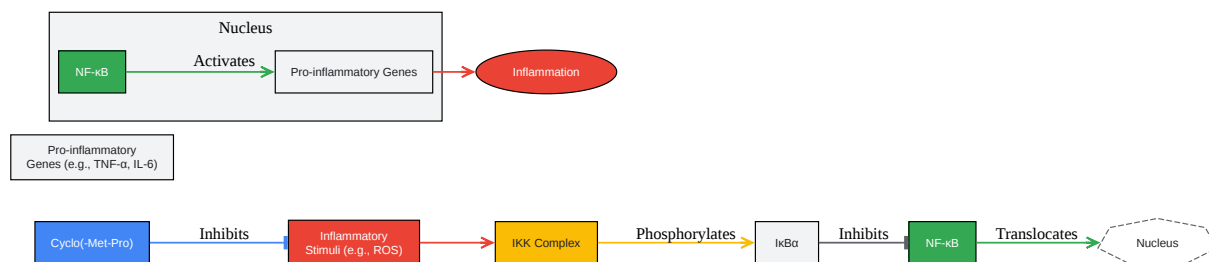 Nucleus
NF-κB
Activates
Pro-inflammatory Genes
Inflammation
Pro-inflammatory
Genes (e.g., TNF-α, IL-6)
Cyclo(-Met-Pro)
Inhibits
Inflammatory
Stimuli (e.g., ROS)
IKK Complex
Phosphorylates
IκBα
Inhibits
NF-κB
Translocates
Nucleus